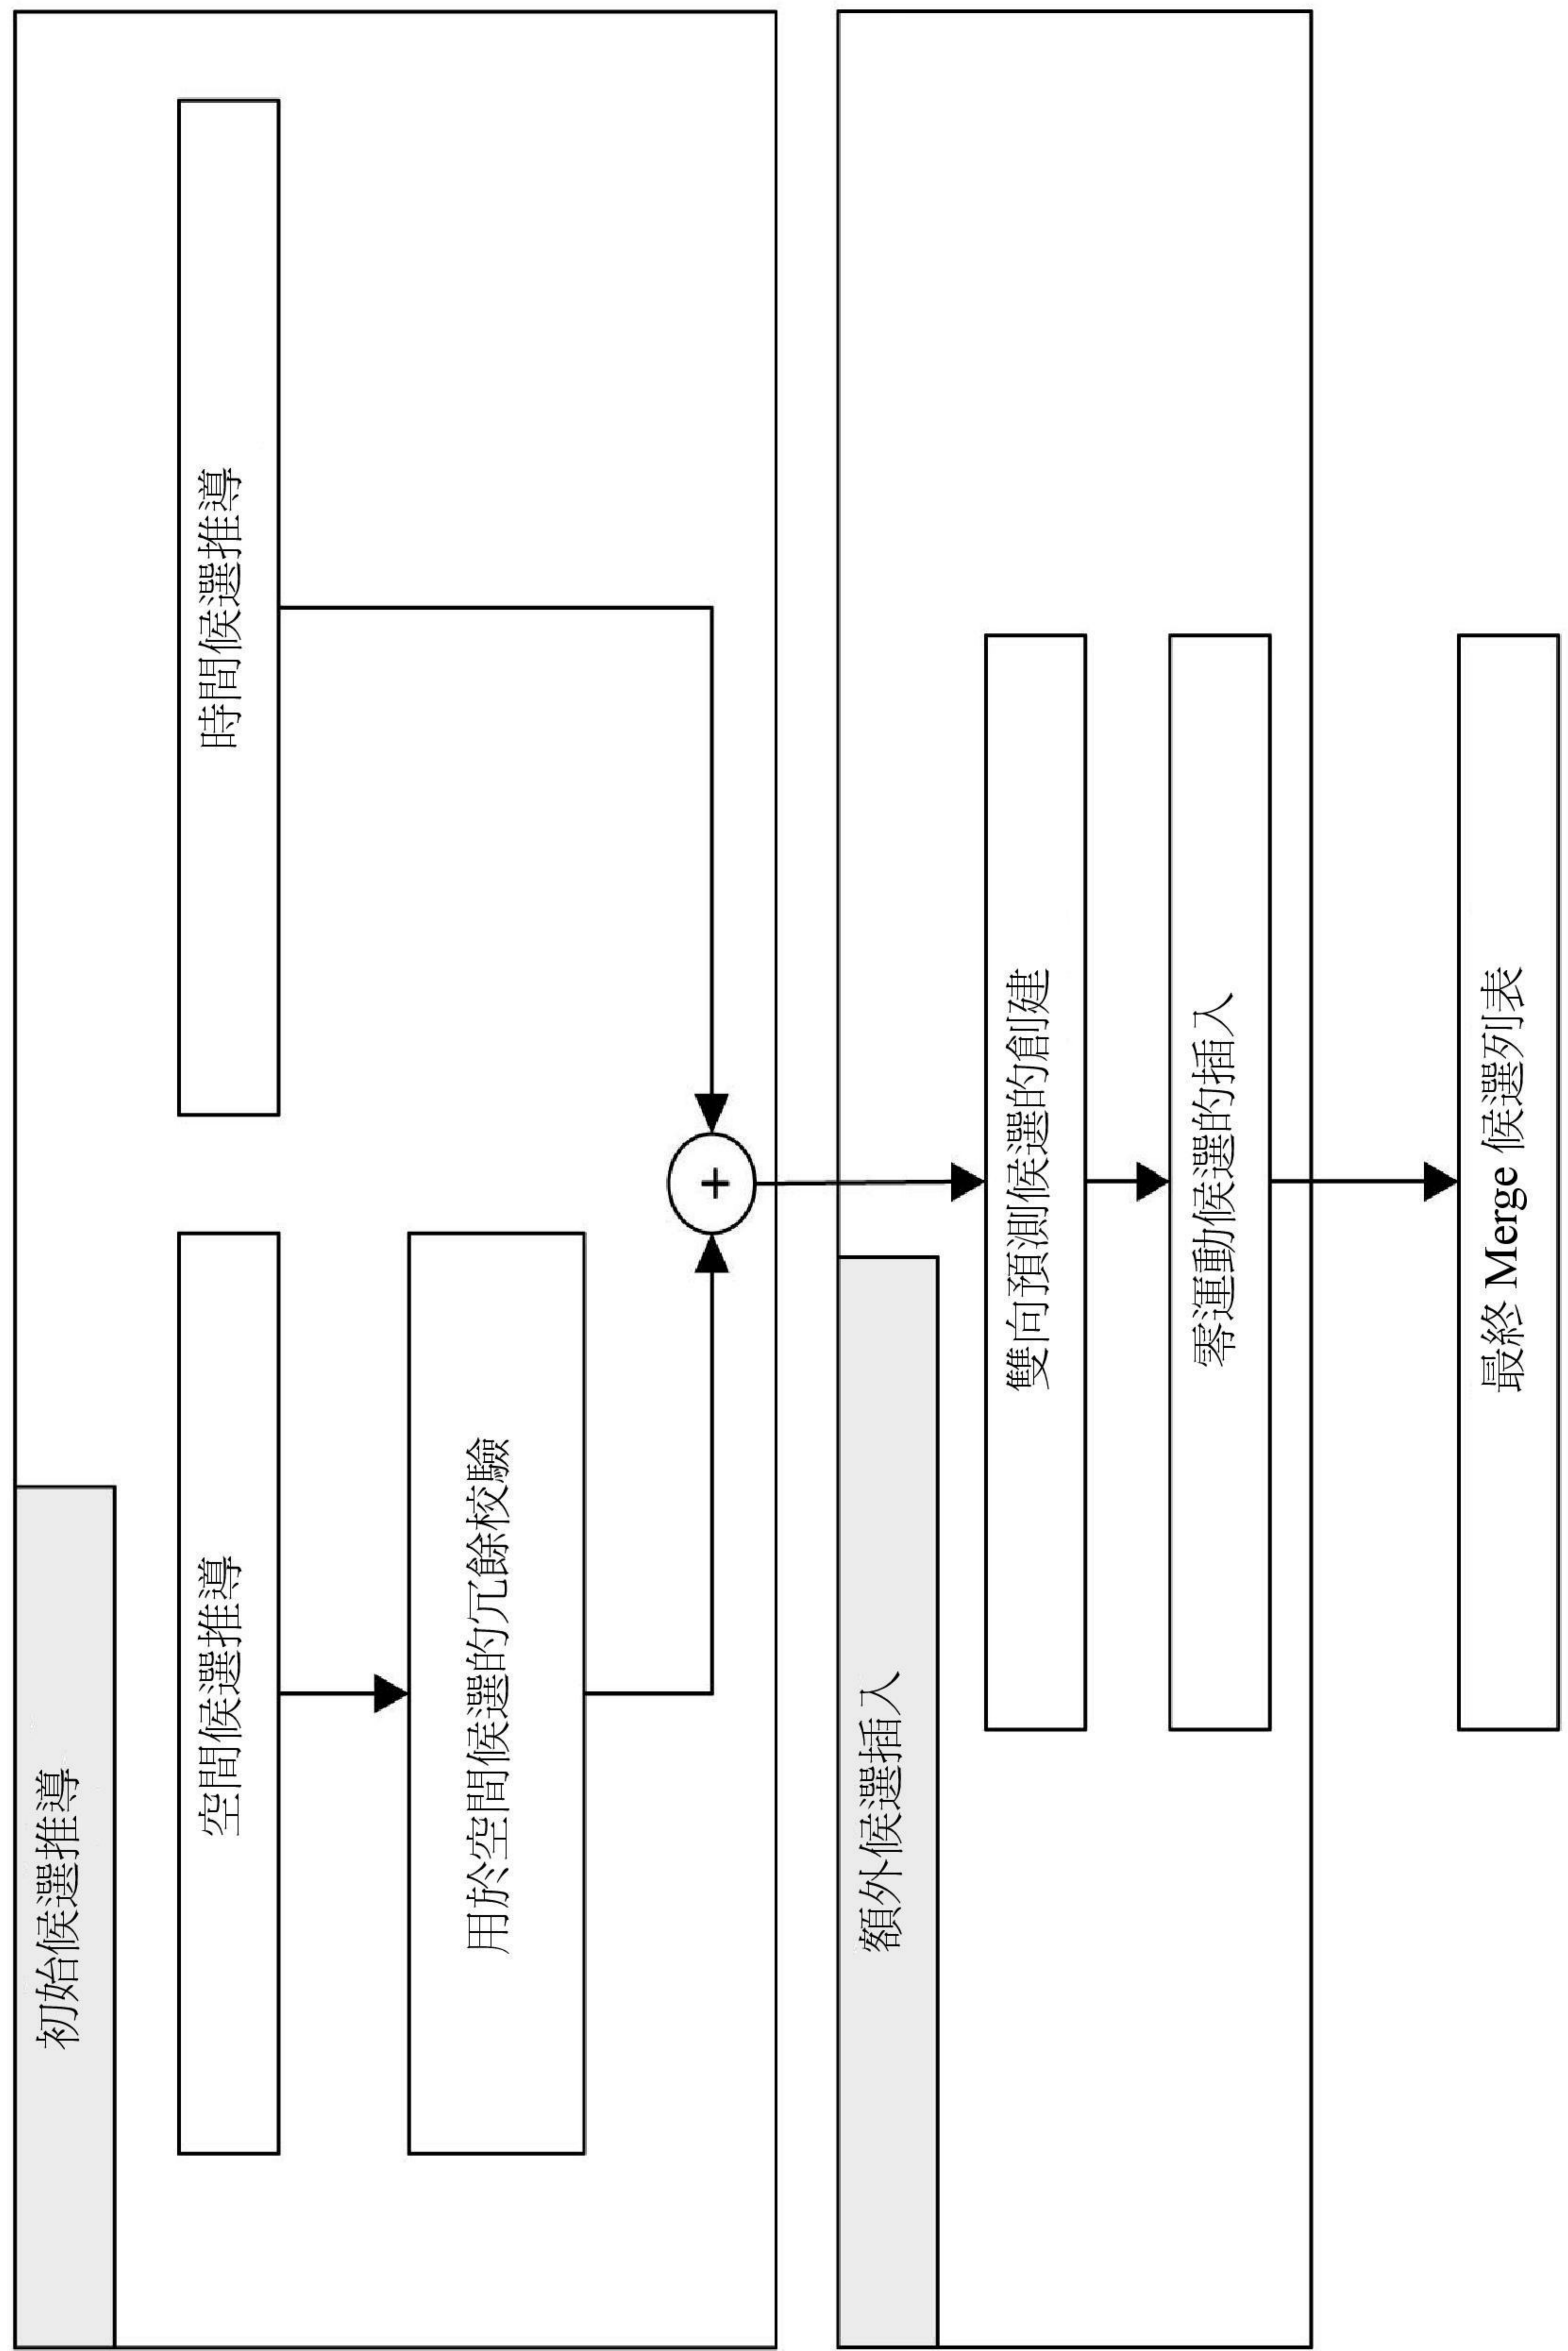 初始候選推導
空間候選推導
時間候選推導
用於空間候選的冗餘校驗
+
額外候選插入
雙向預測候選的創建
零運動候選的插入
最終 Merge 候選列表